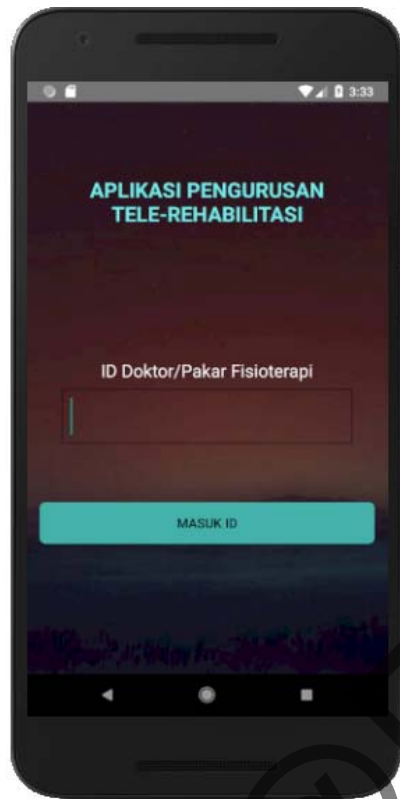 3:33
APLIKASI PENGURUSAN
TELE-REHABILITASI
ID Doktor/Pakar Fisioterapi
MASUK ID